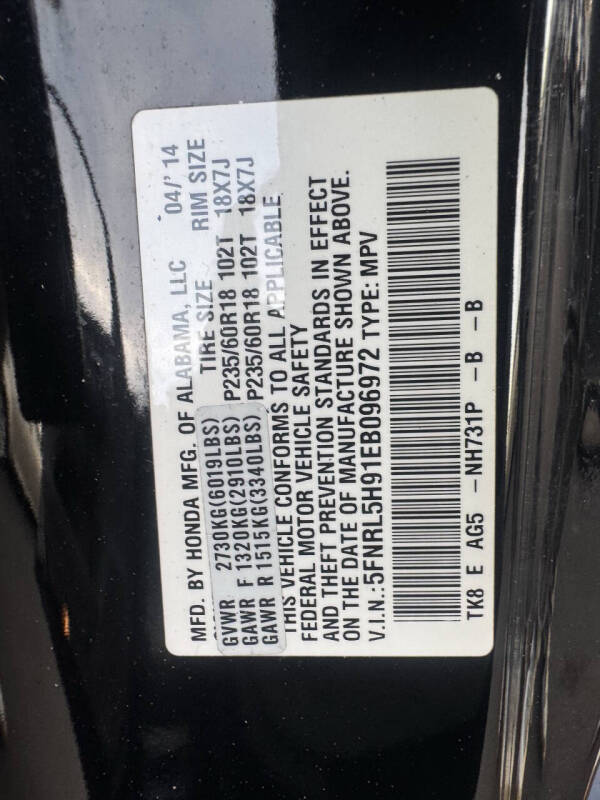 MFD. BY HONDA MFG. OF ALABAMA, LLC 04/'14
TIRE SIZE RIM SIZE
GVWR 2730KG(6019LBS)
GAWR F 1320KG(2910LBS) P235/60R18 102T 18X7J
GAWR R 1515KG(3340LBS) P235/60R18 102T 18X7J
THIS VEHICLE CONFORMS TO ALL APPLICABLE
FEDERAL MOTOR VEHICLE SAFETY
AND THEFT PREVENTION STANDARDS IN EFFECT
ON THE DATE OF MANUFACTURE SHOWN ABOVE.
V.I.N.:5FNRL5H91EB096972 TYPE: MPV
TK8 E AG5 -NH731P -B -B